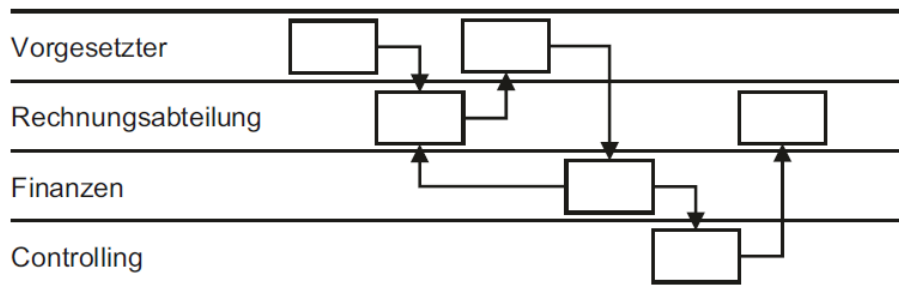 Vorgesetzter
Rechnungsabteilung
Finanzen
Controlling